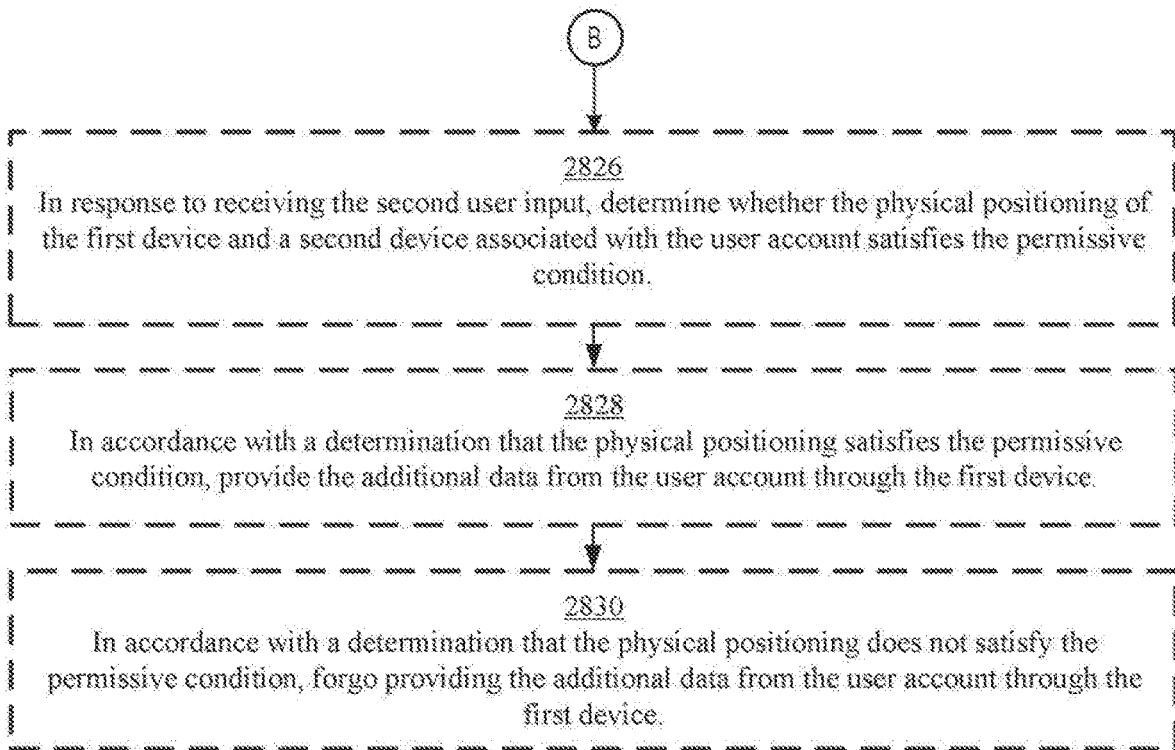 B
2826
In response to receiving the second user input, determine whether the physical positioning of
the first device and a second device associated with the user account satisfies the permissive
condition.
2828
In accordance with a determination that the physical positioning satisfies the permissive
condition, provide the additional data from the user account through the first device.
2830
In accordance with a determination that the physical positioning does not satisfy the
permissive condition, forgo providing the additional data from the user account through the
first device.